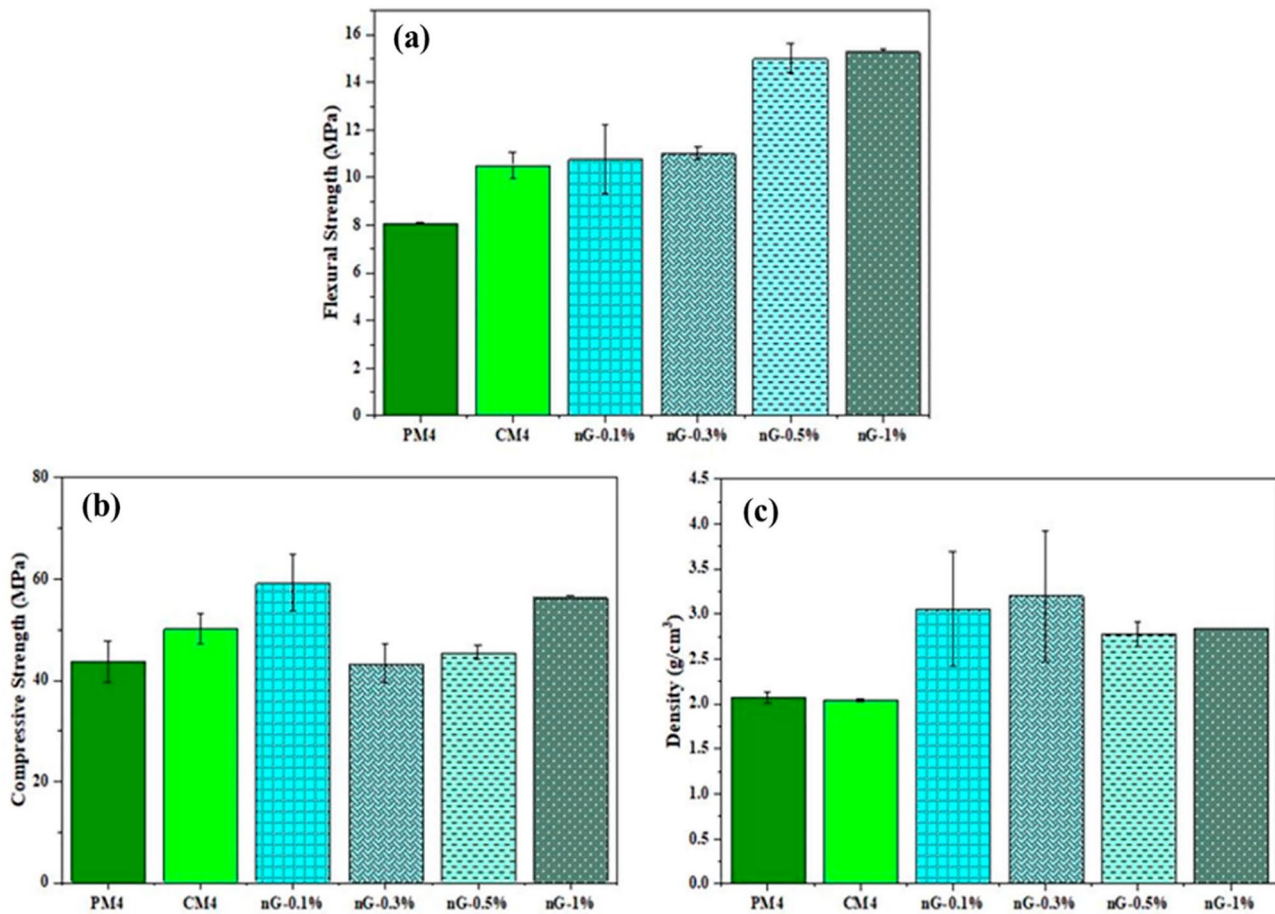 (a)
Flexural Strength (MPa)
16
14
12
10
8
6
4
2
0
PM4 CM4 nG-0.1% nG-0.3% nG-0.5% nG-1%
(b)
Compressive Strength (MPa)
80
60
40
20
0
PM4 CM4 nG-0.1% nG-0.3% nG-0.5% nG-1%
(c)
Density (g/cm³)
4.5
4.0
3.5
3.0
2.5
2.0
1.5
1.0
0.5
0.0
PM4 CM4 nG-0.1% nG-0.3% nG-0.5% nG-1%